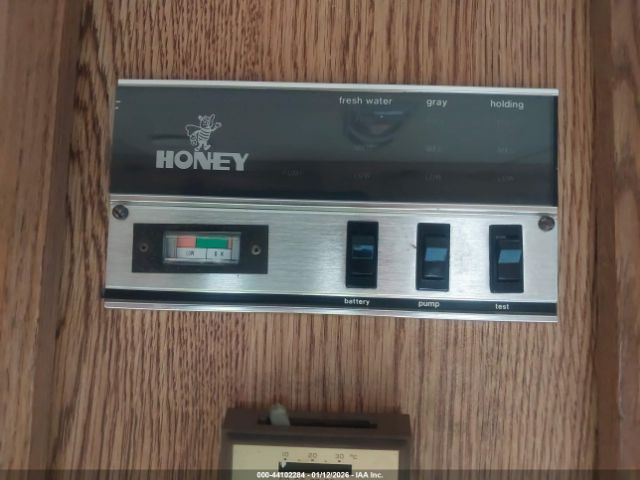 fresh water gray holding
HONEY
LOW LOW LOW
LOW O.K.
battery pump test
10 20 30 °C
000-44102284 - 01/12/2026 - IAA Inc.